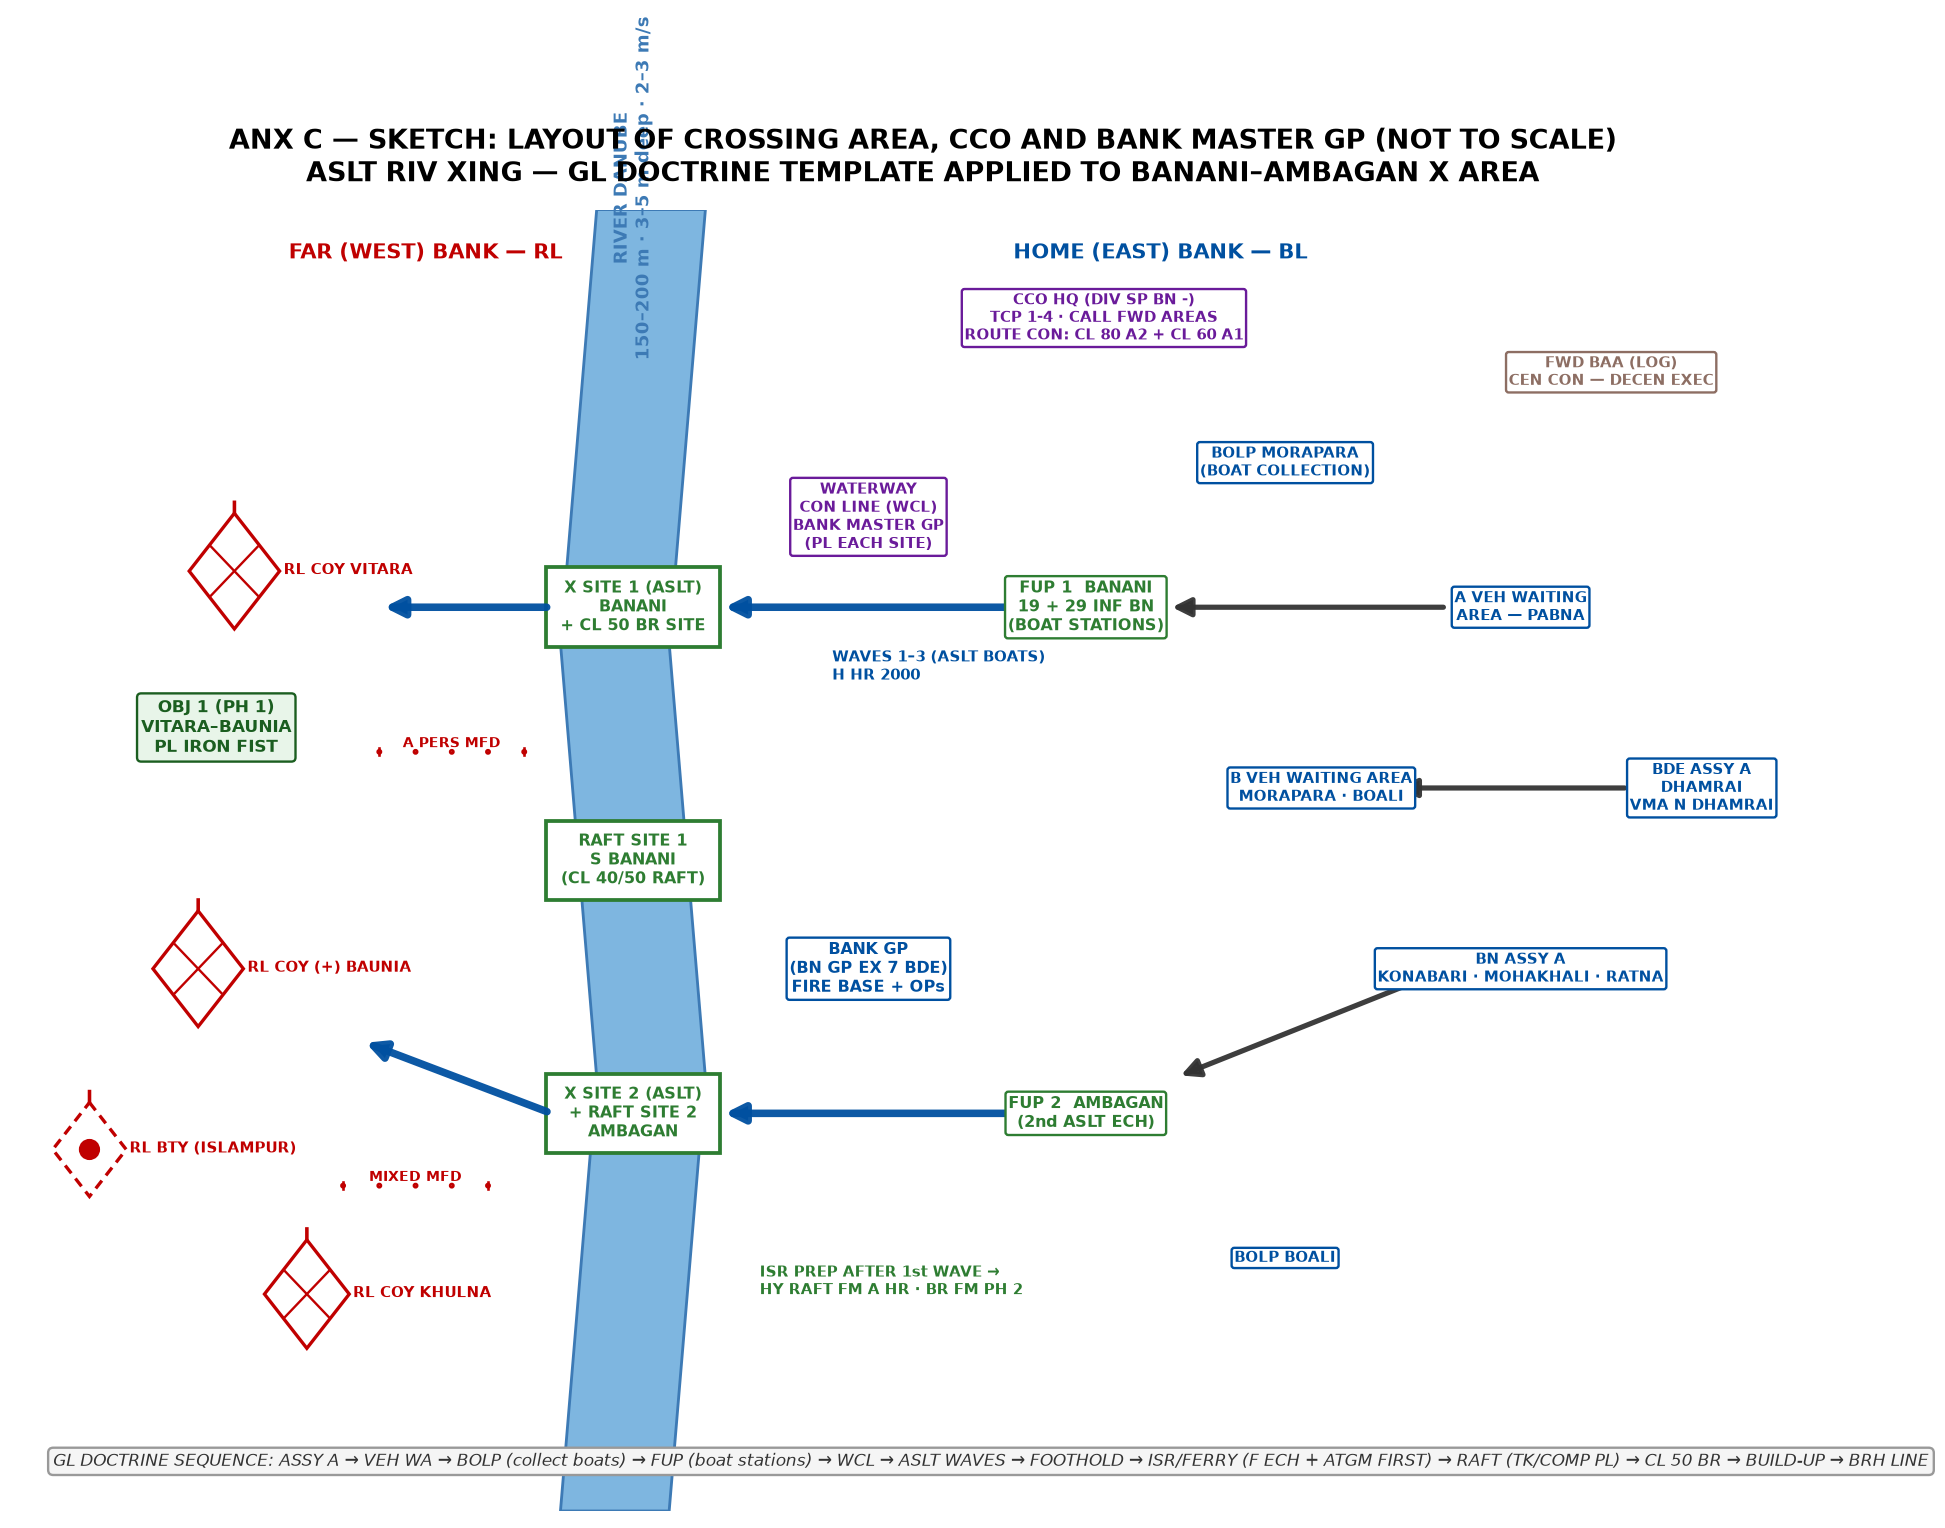 RIVER DANUBE
150–200 m · 3–5 m deep · 2–3 m/s
ANX C — SKETCH: LAYOUT OF CROSSING AREA, CCO AND BANK MASTER GP (NOT TO SCALE)
ASLT RIV XING — GL DOCTRINE TEMPLATE APPLIED TO BANANI–AMBAGAN X AREA
FAR (WEST) BANK — RL
HOME (EAST) BANK — BL
CCO HQ (DIV SP BN -)
TCP 1-4 · CALL FWD AREAS
ROUTE CON: CL 80 A2 + CL 60 A1
FWD BAA (LOG)
CEN CON — DECEN EXEC
BOLP MORAPARA
(BOAT COLLECTION)
WATERWAY
CON LINE (WCL)
BANK MASTER GP
(PL EACH SITE)
RL COY VITARA
X SITE 1 (ASLT)
BANANI
+ CL 50 BR SITE
FUP 1  BANANI
19 + 29 INF BN
(BOAT STATIONS)
A VEH WAITING
AREA — PABNA
WAVES 1–3 (ASLT BOATS)
H HR 2000
OBJ 1 (PH 1)
VITARA–BAUNIA
PL IRON FIST
A PERS MFD
B VEH WAITING AREA
MORAPARA · BOALI
BDE ASSY A
DHAMRAI
VMA N DHAMRAI
RAFT SITE 1
S BANANI
(CL 40/50 RAFT)
RL COY (+) BAUNIA
BANK GP
(BN GP EX 7 BDE)
FIRE BASE + OPs
BN ASSY A
KONABARI · MOHAKHALI · RATNA
X SITE 2 (ASLT)
+ RAFT SITE 2
AMBAGAN
FUP 2  AMBAGAN
(2nd ASLT ECH)
RL BTY (ISLAMPUR)
MIXED MFD
RL COY KHULNA
ISR PREP AFTER 1st WAVE →
HY RAFT FM A HR · BR FM PH 2
BOLP BOALI
GL DOCTRINE SEQUENCE: ASSY A → VEH WA → BOLP (collect boats) → FUP (boat stations) → WCL → ASLT WAVES → FOOTHOLD → ISR/FERRY (F ECH + ATGM FIRST) → RAFT (TK/COMP PL) → CL 50 BR → BUILD-UP → BRH LINE